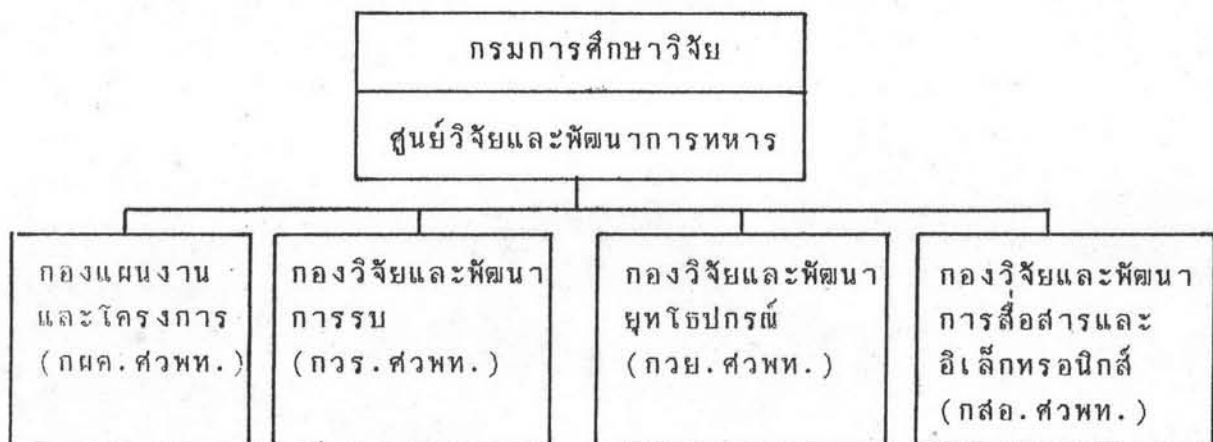 กรมการศึกษาวิจัย
ศูนย์วิจัยและพัฒนาการทหาร
กองแผนงาน
และโครงการ
(กผค.ศวพท.)
กองวิจัยและพัฒนา
การรบ
(กวร.ศวพท.)
กองวิจัยและพัฒนา
ยุทโธปกรณ์
(กวย.ศวพท.)
กองวิจัยและพัฒนา
การสื่อสารและ
อิเล็กทรอนิกส์
(กสอ.ศวพท.)